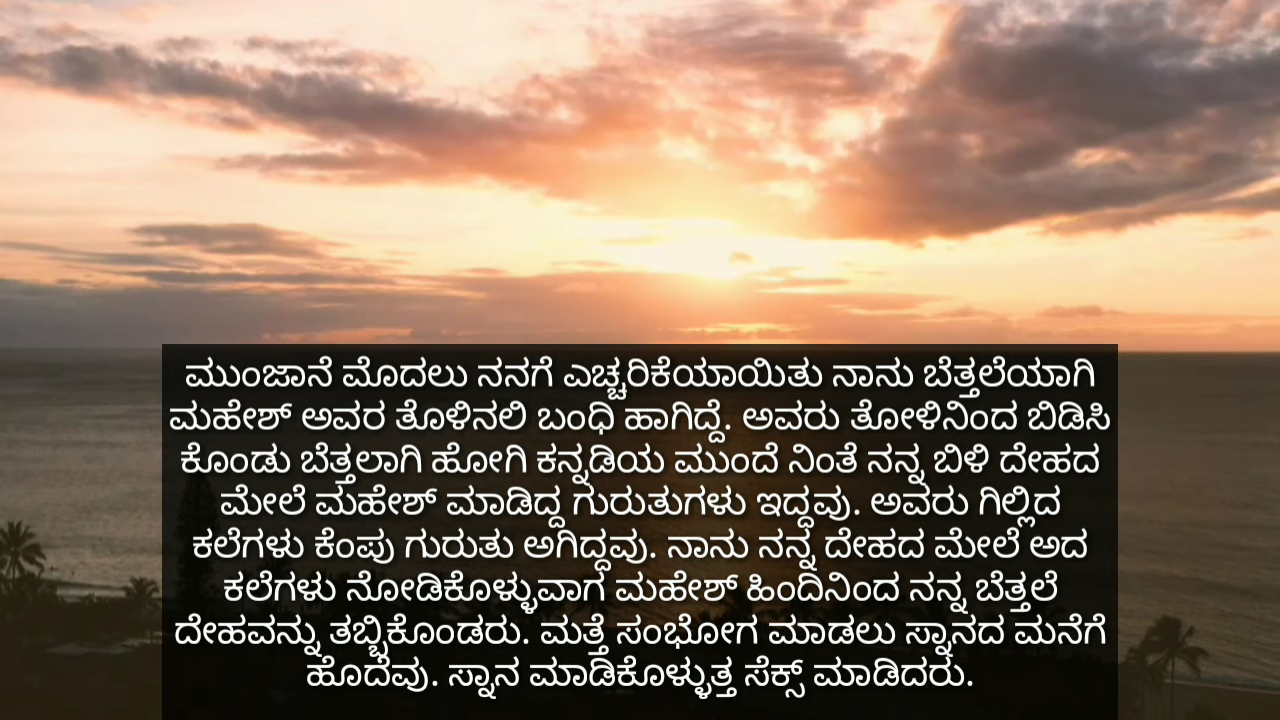 ಮುಂಜಾನೆ ಮೊದಲು ನನಗೆ ಎಚ್ಚರಿಕೆಯಾಯಿತು ನಾನು ಬೆತ್ತಲೆಯಾಗಿ
ಮಹೇಶ್ ಅವರ ತೊಳಿನಲಿ ಬಂಧಿ ಹಾಗಿದ್ದೆ. ಅವರು ತೋಳಿನಿಂದ ಬಿಡಿಸಿ
ಕೊಂಡು ಬೆತ್ತಲಾಗಿ ಹೋಗಿ ಕನ್ನಡಿಯ ಮುಂದೆ ನಿಂತೆ ನನ್ನ ಬಿಳಿ ದೇಹದ
ಮೇಲೆ ಮಹೇಶ್ ಮಾಡಿದ್ದ ಗುರುತುಗಳು ಇದ್ದವು. ಅವರು ಗಿಲ್ಲಿದ
ಕಲೆಗಳು ಕೆಂಪು ಗುರುತು ಅಗಿದ್ದವು. ನಾನು ನನ್ನ ದೇಹದ ಮೇಲೆ ಅದ
ಕಲೆಗಳು ನೋಡಿಕೊಳ್ಳುವಾಗ ಮಹೇಶ್ ಹಿಂದಿನಿಂದ ನನ್ನ ಬೆತ್ತಲೆ
ದೇಹವನ್ನು ತಬ್ಬಿಕೊಂಡರು. ಮತ್ತೆ ಸಂಭೋಗ ಮಾಡಲು ಸ್ನಾನದ ಮನೆಗೆ
ಹೊದೆವು. ಸ್ನಾನ ಮಾಡಿಕೊಳ್ಳುತ್ತ ಸೆಕ್ಸ್ ಮಾಡಿದರು.